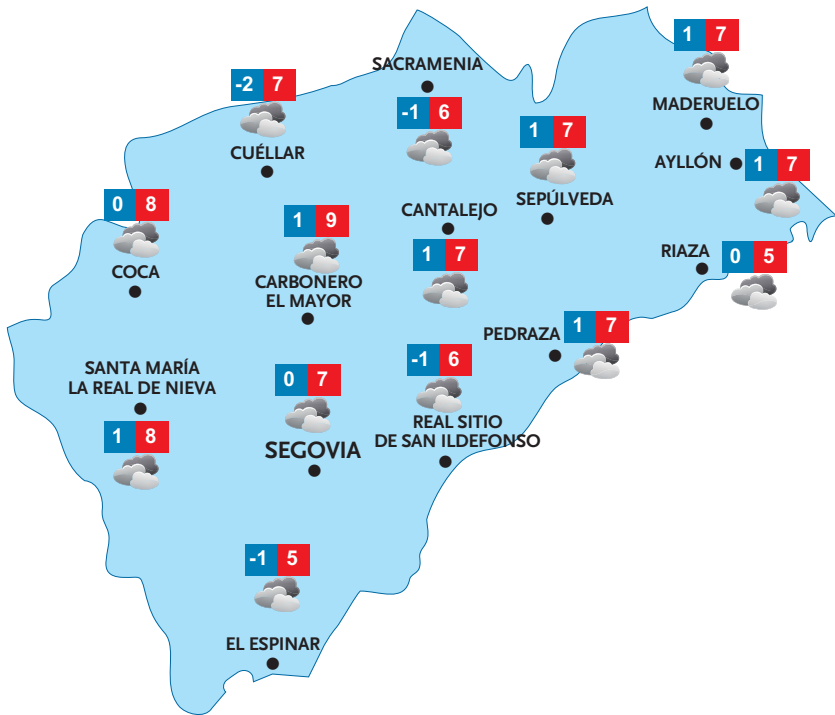 1 7
MADERUELO
SACRAMENIA
-1 6
-2 7
CUÉLLAR
1 7
SEPÚLVEDA
AYLLÓN
1 7
0 8
COCA
1 9
CARBONERO
EL MAYOR
CANTALEJO
1 7
RIAZA
0 5
PEDRAZA
1 7
SANTA MARÍA
LA REAL DE NIEVA
1 8
0 7
SEGOVIA
-1 6
REAL SITIO
DE SAN ILDEFONSO
-1 5
EL ESPINAR